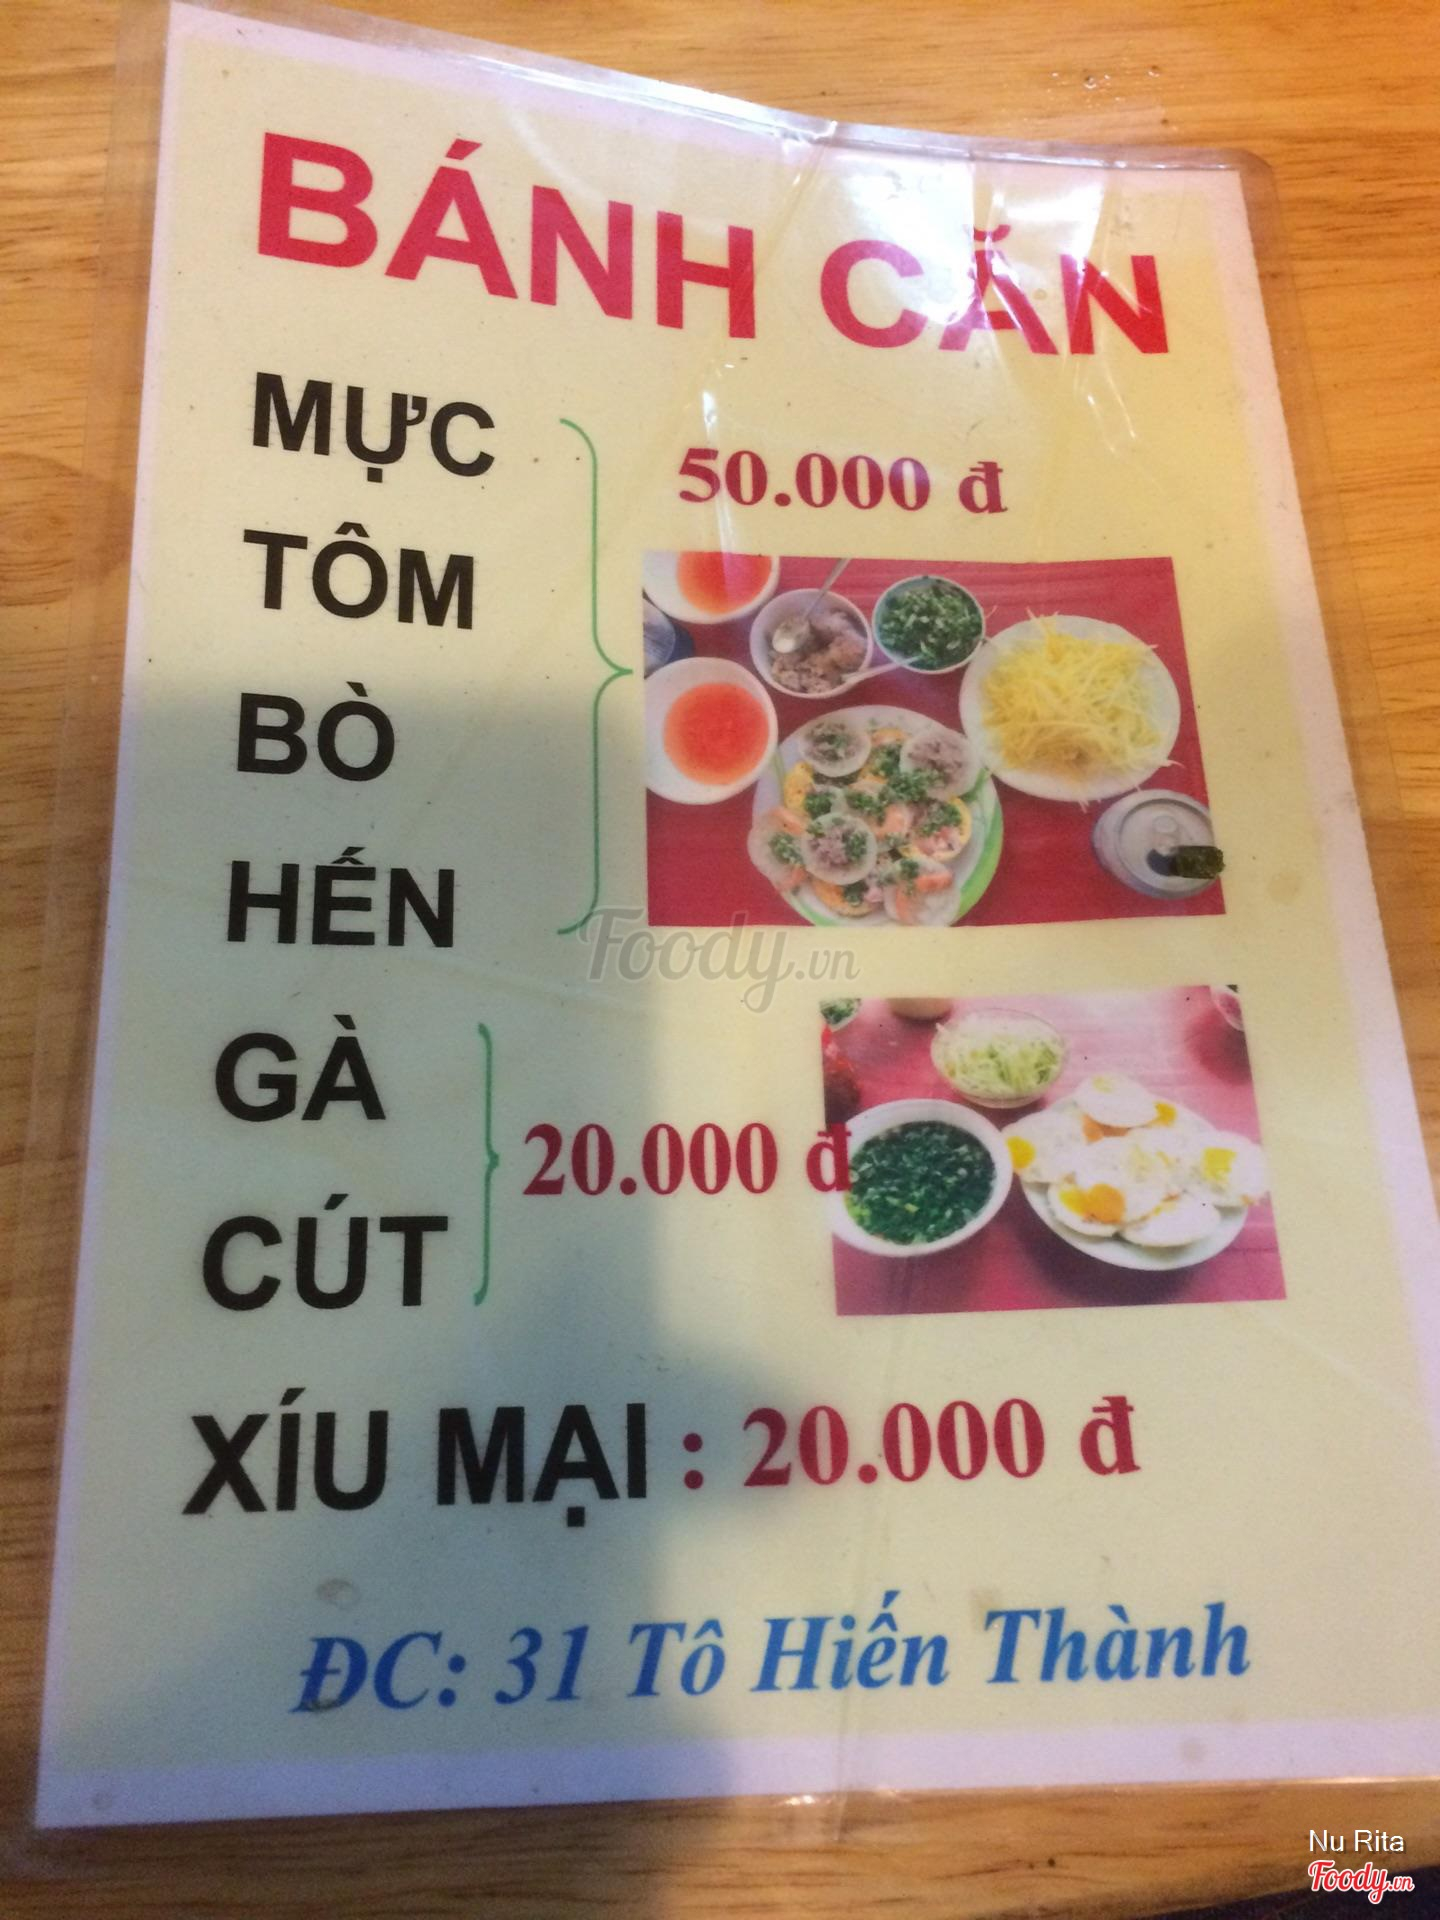 BÁNH CĂN
MỰC
50.000 đ
TÔM
BÒ
HẾN
Foody.vn
GÀ
20.000 đ
CÚT
XÍU MẠI : 20.000 đ
ĐC: 31 Tô Hiến Thành
Nu Rita
Foody.vn